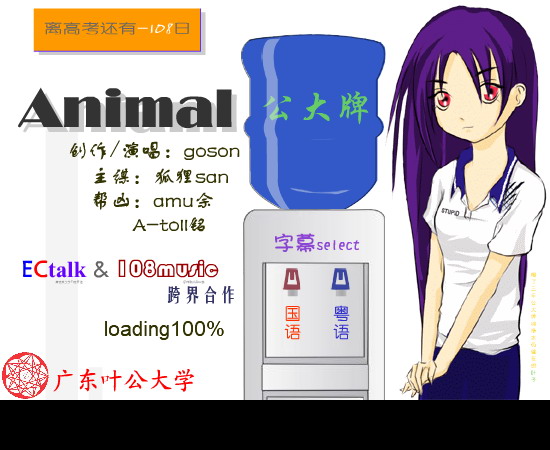 离高考还有-108日
Animal
公大牌
创作/演唱：goson
主线：狐狸san
帮凶：amu余
A-toll铭
字幕select
STUPID
ECtalk & 108music
跨界合作
国语
粤语
loading100%
广东叶公大学